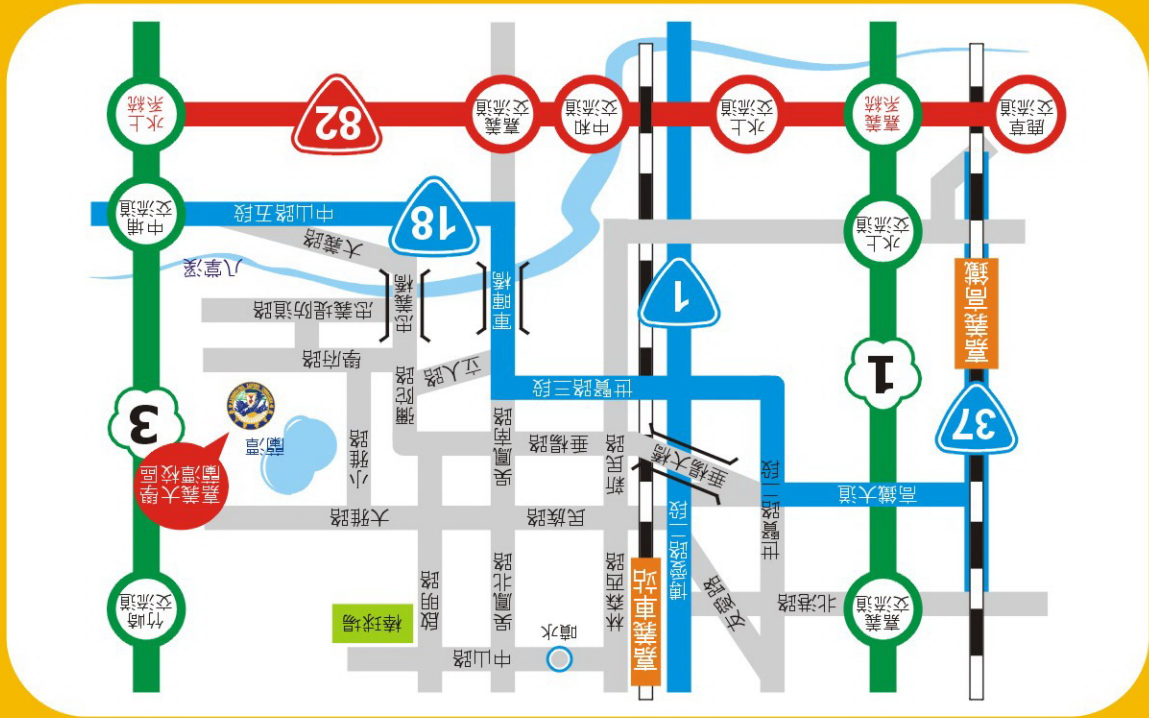 噴水
中山路
嘉義車站
棒球場
嘉義
交流道
北港路
友愛路
博愛路二段
林森西路
吳鳳北路
啟明路
竹崎
交流道
世賢路二段
民族路
大雅路
高鐵大道
垂楊大橋
新民路
垂楊路
吳鳳南路
小雅路
嘉義大學
蘭潭校區
蘭潭
37
1
3
世賢路三段
彌陀路
立人路
學府路
嘉義高鐵
1
軍暉橋
忠義橋
忠義堤防道路
八掌溪
大義路
水上
交流道
18
中山路五段
中埔
交流道
鹿草
交流道
嘉義
系統
水上
交流道
中和
交流道
嘉義
交流道
82
水上
系統